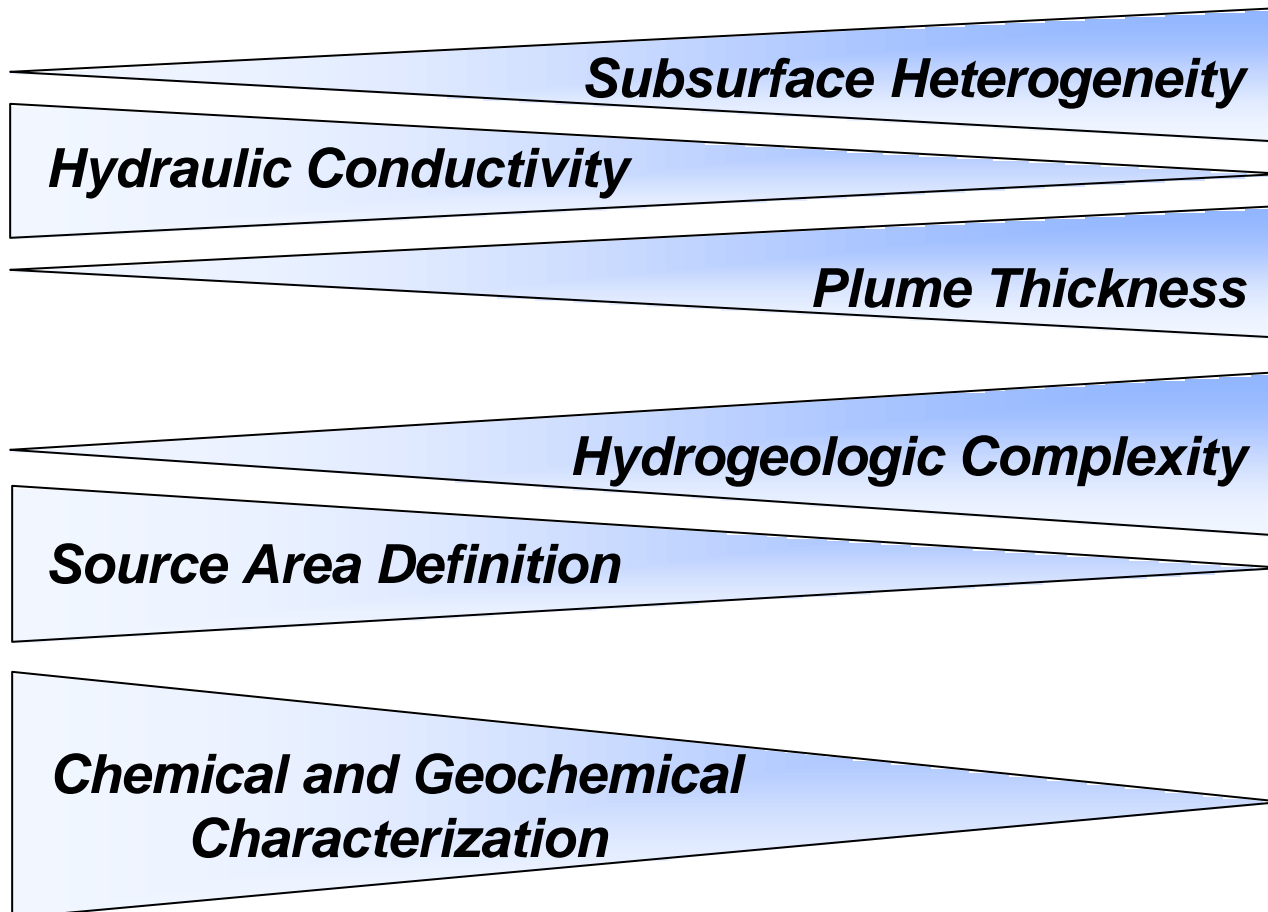 Subsurface Heterogeneity
Hydraulic Conductivity
Plume Thickness
Hydrogeologic Complexity
Source Area Definition
Chemical and Geochemical
Characterization